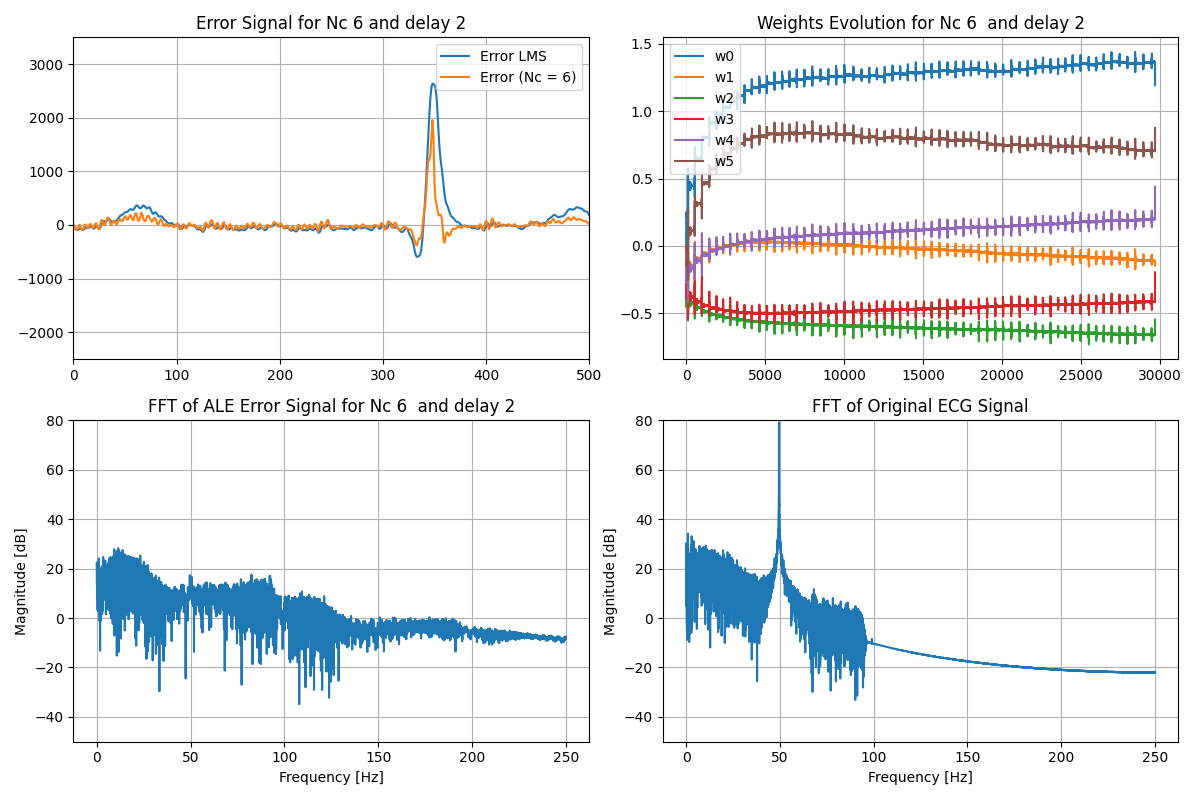 Error Signal for Nc 6 and delay 2
3000
2000
1000
0
−1000
−2000
0 100 200 300 400 500
Error LMS
Error (Nc = 6)
Weights Evolution for Nc 6  and delay 2
1.5
1.0
0.5
0.0
−0.5
0 5000 10000 15000 20000 25000 30000
w0
w1
w2
w3
w4
w5
FFT of ALE Error Signal for Nc 6  and delay 2
Magnitude [dB]
80
60
40
20
0
−20
−40
0 50 100 150 200 250
Frequency [Hz]
FFT of Original ECG Signal
Magnitude [dB]
80
60
40
20
0
−20
−40
0 50 100 150 200 250
Frequency [Hz]